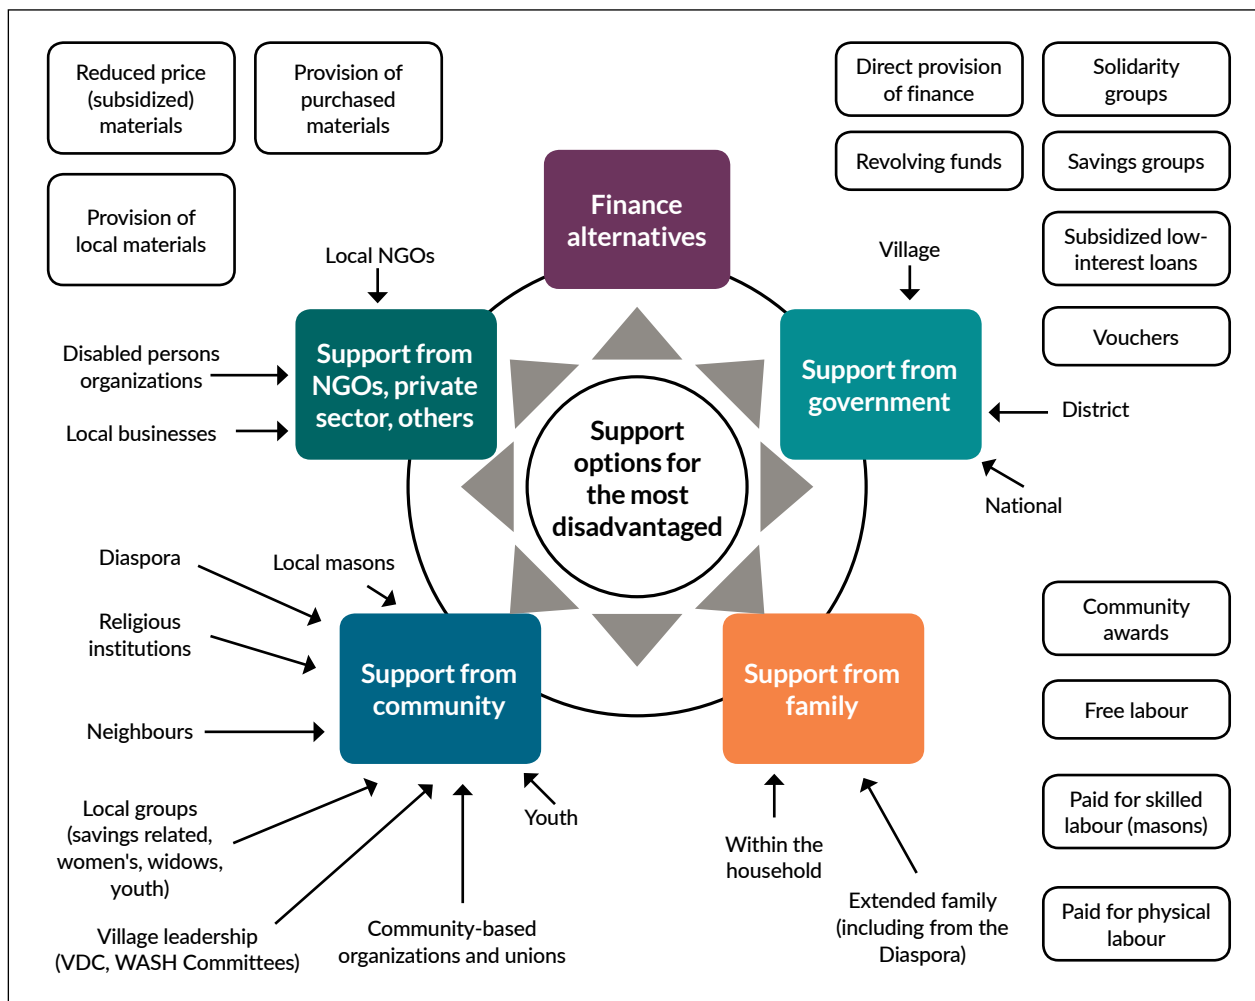 Reduced price
(subsidized)
materials
Provision of
purchased
materials
Provision of
local materials
Direct provision
of finance
Solidarity
groups
Revolving funds
Savings groups
Subsidized low-
interest loans
Vouchers
Finance
alternatives
Local NGOs
Village
Support from
NGOs, private
sector, others
Disabled persons
organizations
Local businesses
Support from
government
District
National
Support
options for
the most
disadvantaged
Diaspora
Local masons
Religious
institutions
Neighbours
Support from
community
Support from
family
Local groups
(savings related,
women's, widows,
youth)
Village leadership
(VDC, WASH Committees)
Community-based
organizations and unions
Youth
Within the
household
Extended family
(including from the
Diaspora)
Community
awards
Free labour
Paid for skilled
labour (masons)
Paid for physical
labour